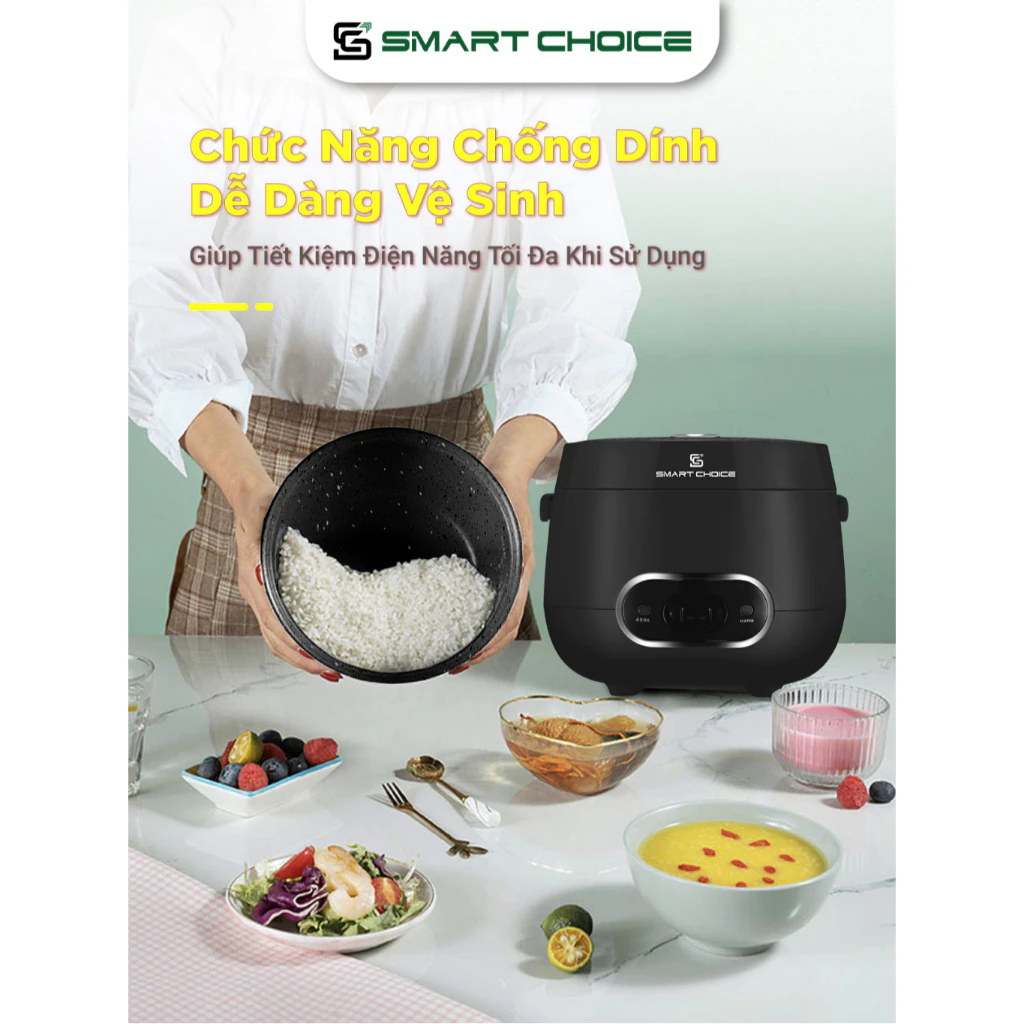 SMART CHOICE
Chức Năng Chống Dính
Dễ Dàng Vệ Sinh
Giúp Tiết Kiệm Điện Năng Tối Đa Khi Sử Dụng
SMART CHOICE
COOK
WARM